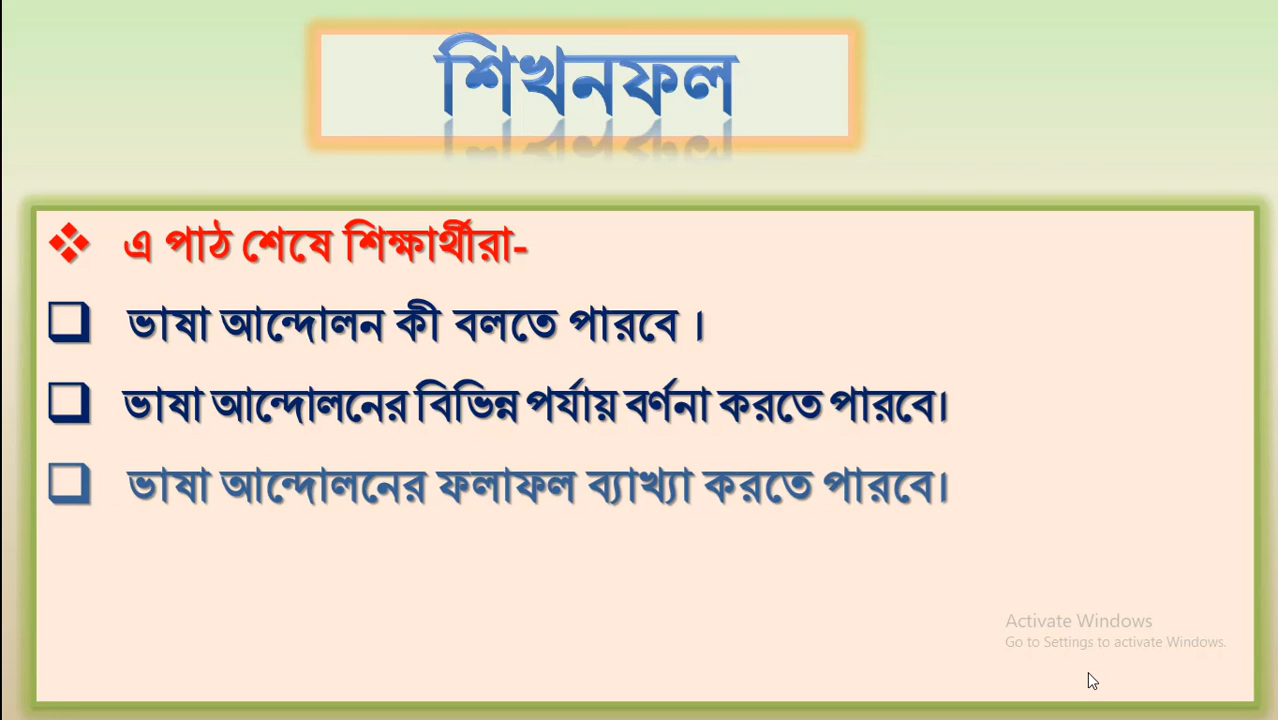 শিখনফল
এ পাঠ শেষে শিক্ষার্থীরা-
ভাষা আন্দোলন কী বলতে পারবে ।
ভাষা আন্দোলনের বিভিন্ন পর্যায় বর্ণনা করতে পারবে।
ভাষা আন্দোলনের ফলাফল ব্যাখ্যা করতে পারবে।
Activate Windows
Go to Settings to activate Windows.